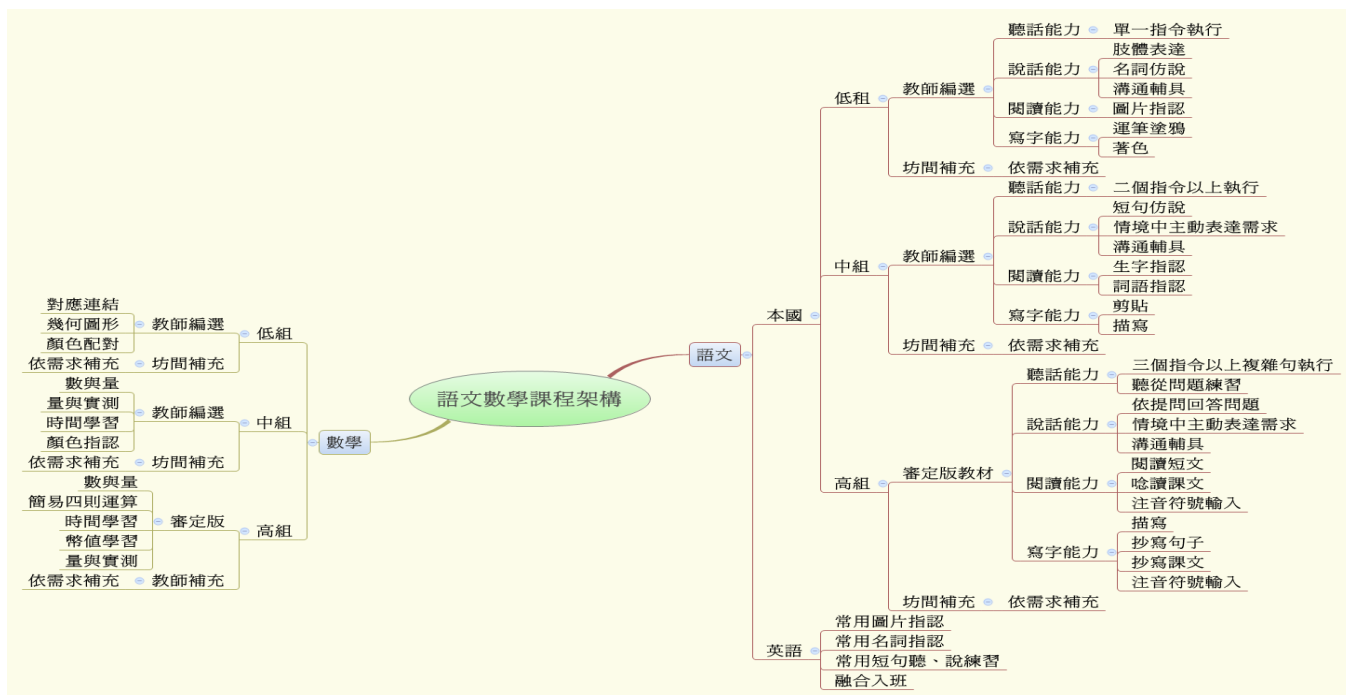 語文數學課程架構
語文
本國
低租
教師編選
聽話能力
單一指令執行
說話能力
肢體表達
名詞仿說
溝通輔具
閱讀能力
圖片指認
寫字能力
運筆塗鴉
著色
坊間補充
依需求補充
中組
教師編選
聽話能力
二個指令以上執行
說話能力
短句仿說
情境中主動表達需求
溝通輔具
閱讀能力
生字指認
詞語指認
寫字能力
剪貼
描寫
坊間補充
依需求補充
高組
審定版教材
聽話能力
三個指令以上複雜句執行
聽從問題練習
說話能力
依提問回答問題
情境中主動表達需求
溝通輔具
閱讀能力
閱讀短文
唸讀課文
注音符號輸入
寫字能力
描寫
抄寫句子
抄寫課文
注音符號輸入
坊間補充
依需求補充
英語
常用圖片指認
常用名詞指認
常用短句聽、說練習
融合入班
數學
低組
教師編選
對應連結
幾何圖形
顏色配對
坊間補充
依需求補充
中組
教師編選
數與量
量與實測
時間學習
顏色指認
坊間補充
依需求補充
高組
審定版
數與量
簡易四則運算
時間學習
幣值學習
量與實測
教師補充
依需求補充